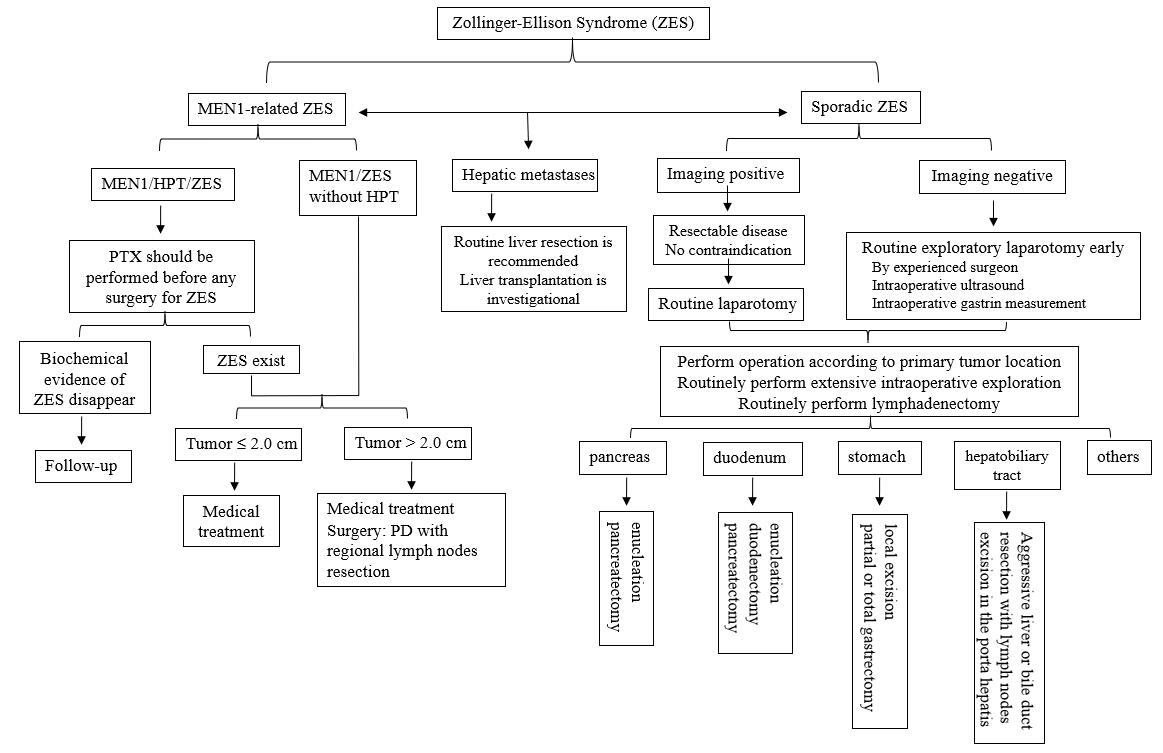 Zollinger-Ellison Syndrome (ZES)
MEN1-related ZES
Sporadic ZES
MEN1/HPT/ZES
MEN1/ZES
without HPT
Hepatic metastases
Imaging positive
Imaging negative
PTX should be
performed before any
surgery for ZES
Routine liver resection is
recommended
Liver transplantation is
investigational
Resectable disease
No contraindication
Routine exploratory laparotomy early
By experienced surgeon
Intraoperative ultrasound
Intraoperative gastrin measurement
Routine laparotomy
Biochemical
evidence of
ZES disappear
ZES exist
Perform operation according to primary tumor location
Routinely perform extensive intraoperative exploration
Routinely perform lymphadenectomy
Follow-up
Tumor ≤ 2.0 cm
Tumor > 2.0 cm
Medical
treatment
Medical treatment
Surgery: PD with
regional lymph nodes
resection
pancreas
duodenum
stomach
hepatobiliary
tract
others
enucleation
pancreatectomy
enucleation
duodenectomy
pancreatectomy
local excision
partial or total gastrectomy
Aggressive liver or bile duct
resection with lymph nodes
excision in the porta hepatis